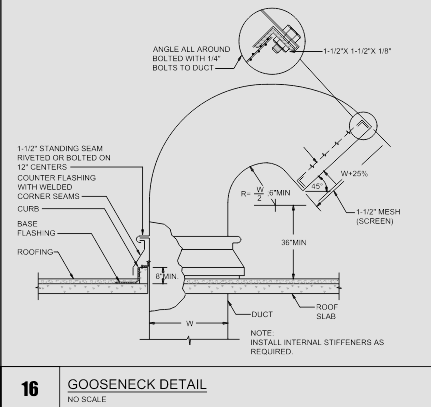 ANGLE ALL AROUND
BOLTED WITH 1/4"
BOLTS TO DUCT
1-1/2"X 1-1/2"X 1/8"
1-1/2" STANDING SEAM
RIVETED OR BOLTED ON
12" CENTERS
COUNTER FLASHING
WITH WELDED
CORNER SEAMS
CURB
BASE
FLASHING
ROOFING
R= W/2 ,6"MIN
45°
W+25%
1-1/2" MESH
(SCREEN)
36"MIN
8"MIN.
W
DUCT
ROOF
SLAB
NOTE:
INSTALL INTERNAL STIFFENERS AS
REQUIRED.
16
GOOSENECK DETAIL
NO SCALE